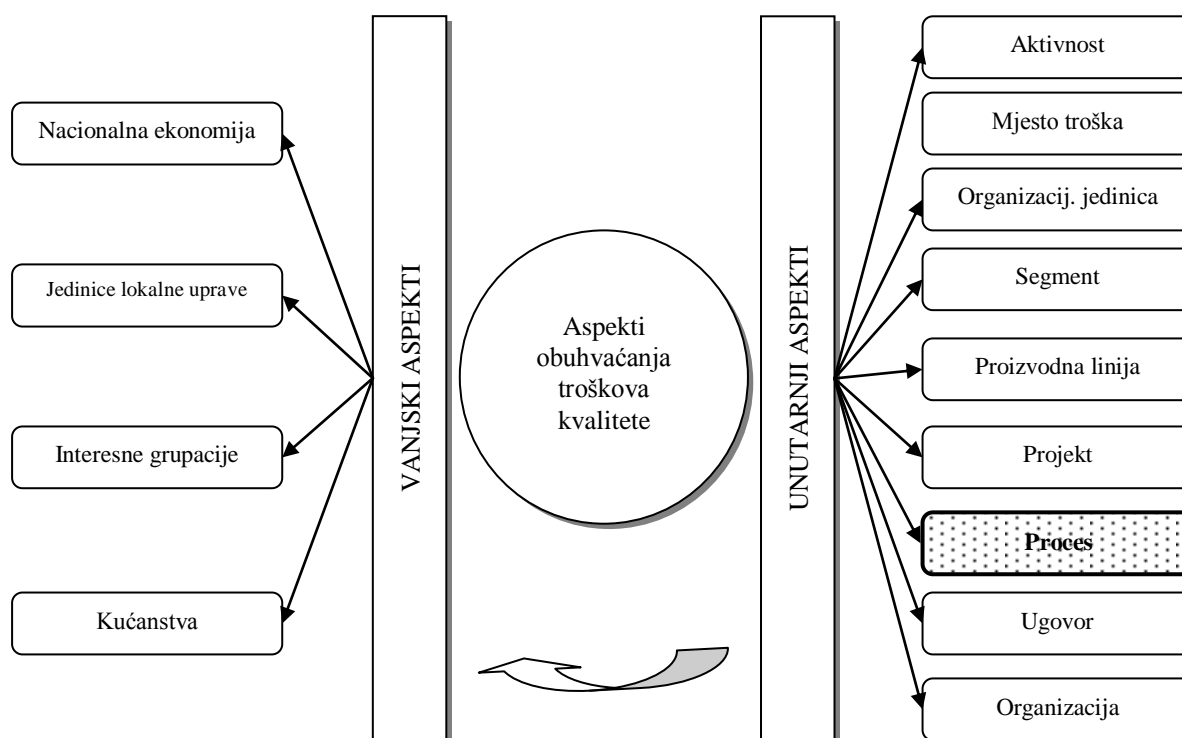 Nacionalna ekonomija
Jedinice lokalne uprave
Interesne grupacije
Kućanstva
VANJSKI ASPEKTI
Aspekti
obuhvaćanja
troškova
kvalitete
UNUTARNJI ASPEKTI
Aktivnost
Mjesto troška
Organizacij. jedinica
Segment
Proizvodna linija
Projekt
Proces
Ugovor
Organizacija